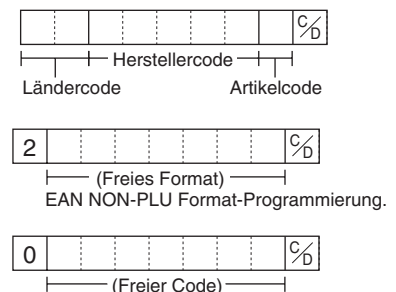 C/D
Herstellercode
Ländercode Artikelcode
2 C/D
(Freies Format)
EAN NON-PLU Format-Programmierung.
0 C/D
(Freier Code)